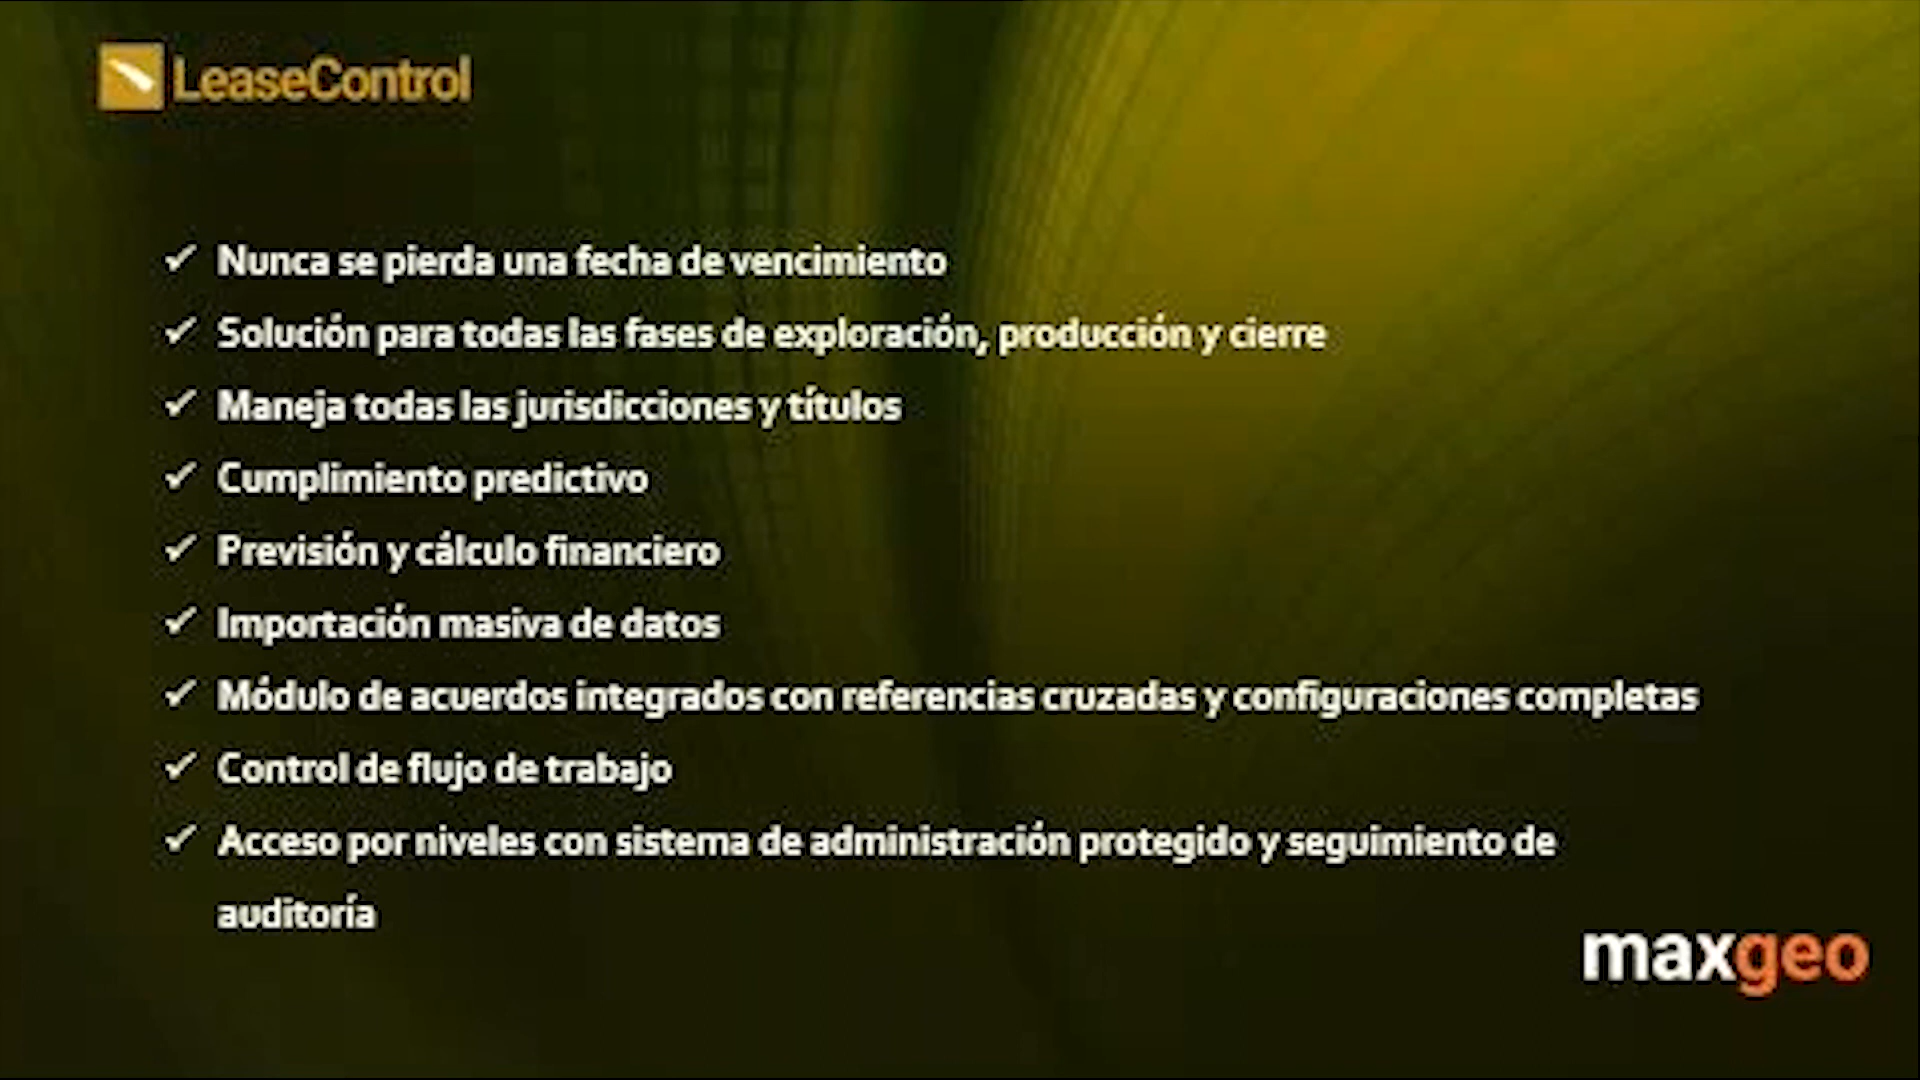 LeaseControl
✓ Nunca se pierda una fecha de vencimiento
✓ Solución para todas las fases de exploración, producción y cierre
✓ Maneja todas las jurisdicciones y títulos
✓ Cumplimiento predictivo
✓ Previsión y cálculo financiero
✓ Importación masiva de datos
✓ Módulo de acuerdos integrados con referencias cruzadas y configuraciones completas
✓ Control de flujo de trabajo
✓ Acceso por niveles con sistema de administración protegido y seguimiento de
auditoría
maxgeo